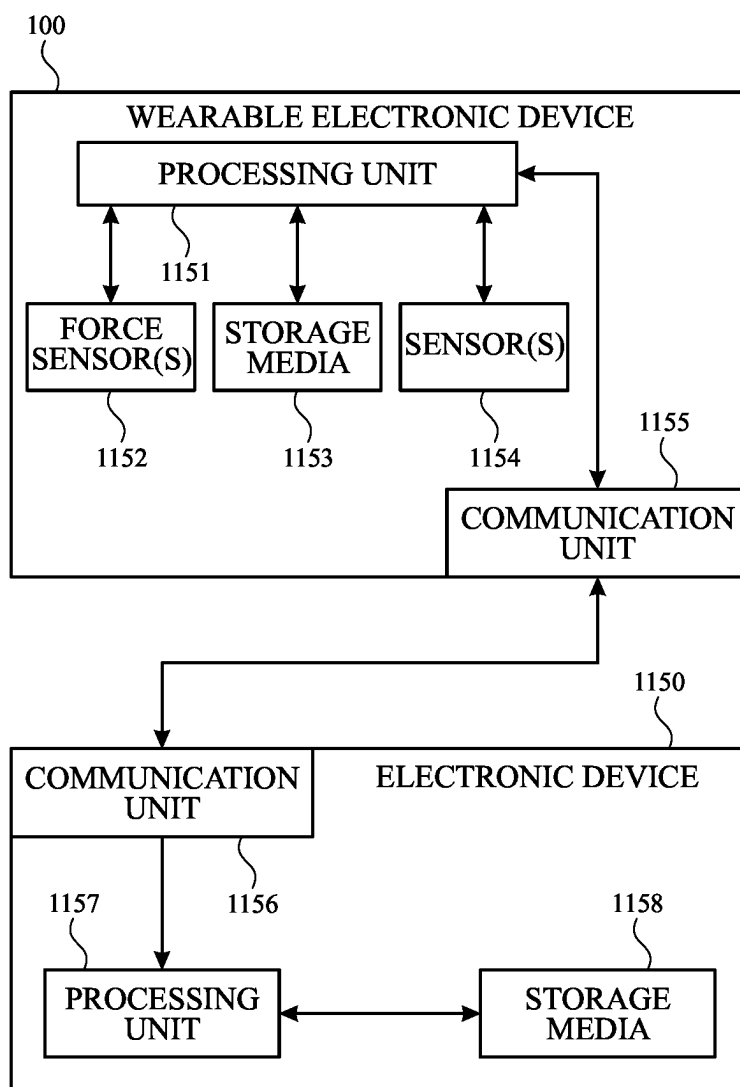 100
WEARABLE ELECTRONIC DEVICE
PROCESSING UNIT
1151
FORCE
SENSOR(S)
STORAGE
MEDIA
SENSOR(S)
1152
1153
1154
1155
COMMUNICATION
UNIT
1150
COMMUNICATION
UNIT
ELECTRONIC DEVICE
1157
1156
1158
PROCESSING
UNIT
STORAGE
MEDIA